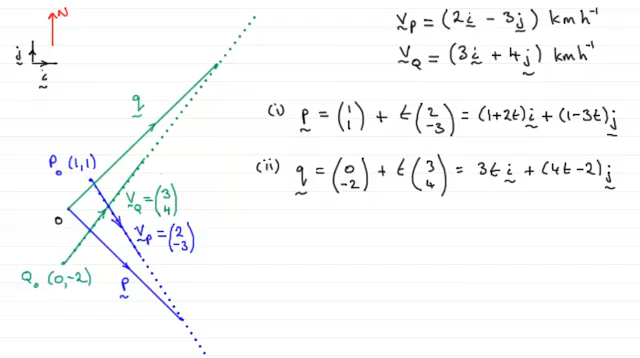 N
j
i
v_P = (2i - 3j) km h⁻¹
v_Q = (3i + 4j) km h⁻¹
(i) p = (1 1) + t(2 -3) = (1+2t)i + (1-3t)j
(ii) q = (0 -2) + t(3 4) = 3t i + (4t-2)j
q
P₀ (1,1)
v_Q = (3 4)
O
v_P = (2 -3)
Q₀ (0,-2)
p